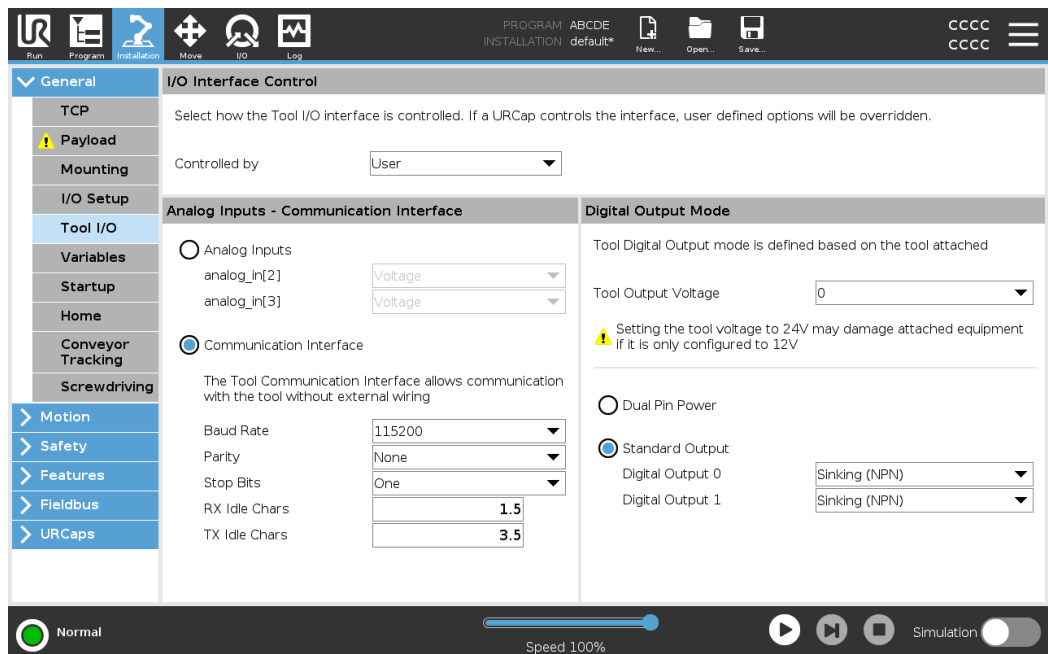 PROGRAM ABCDE
INSTALLATION default*
Run
Program
Installation
Move
I/O
Log
New...
Open...
Save...
CCCC
CCCC
General
TCP
Payload
Mounting
I/O Setup
Tool I/O
Variables
Startup
Home
Conveyor
Tracking
Screwdriving
Motion
Safety
Features
Fieldbus
URCaps
I/O Interface Control
Select how the Tool I/O interface is controlled. If a URCap controls the interface, user defined options will be overridden.
Controlled by User
Analog Inputs - Communication Interface
Analog Inputs
analog_in[2] Voltage
analog_in[3] Voltage
Communication Interface
The Tool Communication Interface allows communication
with the tool without external wiring
Baud Rate 115200
Parity None
Stop Bits One
RX Idle Chars 1.5
TX Idle Chars 3.5
Digital Output Mode
Tool Digital Output mode is defined based on the tool attached
Tool Output Voltage 0
Setting the tool voltage to 24V may damage attached equipment
if it is only configured to 12V
Dual Pin Power
Standard Output
Digital Output 0 Sinking (NPN)
Digital Output 1 Sinking (NPN)
Normal
Speed 100%
Simulation